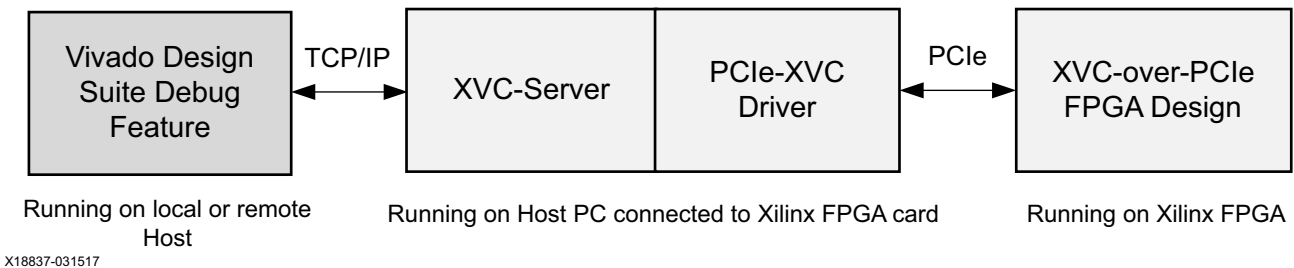 Vivado Design
Suite Debug
Feature
TCP/IP
XVC-Server
PCIe-XVC
Driver
PCIe
XVC-over-PCIe
FPGA Design
Running on local or remote
Host
Running on Host PC connected to Xilinx FPGA card
Running on Xilinx FPGA
X18837-031517